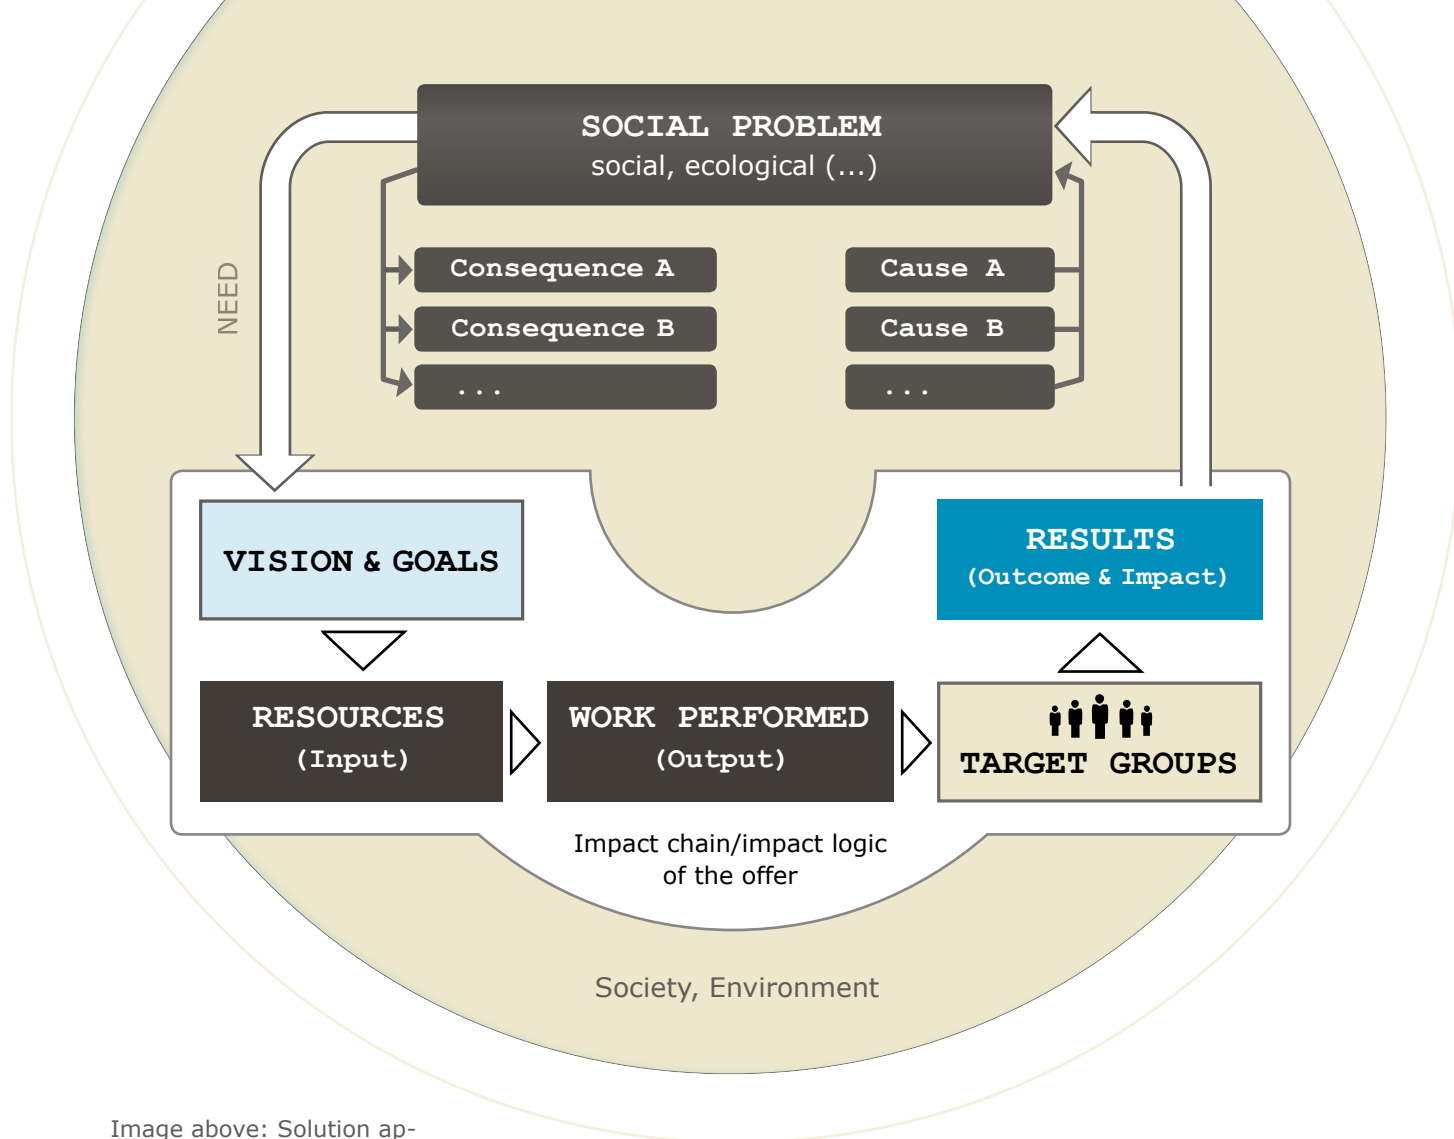 SOCIAL PROBLEM
social, ecological (...)
NEED
Consequence A
Cause A
Consequence B
Cause B
...
...
VISION & GOALS
RESULTS
(Outcome & Impact)
RESOURCES
(Input)
WORK PERFORMED
(Output)
TARGET GROUPS
Impact chain/impact logic
of the offer
Society, Environment
Image above: Solution ap-